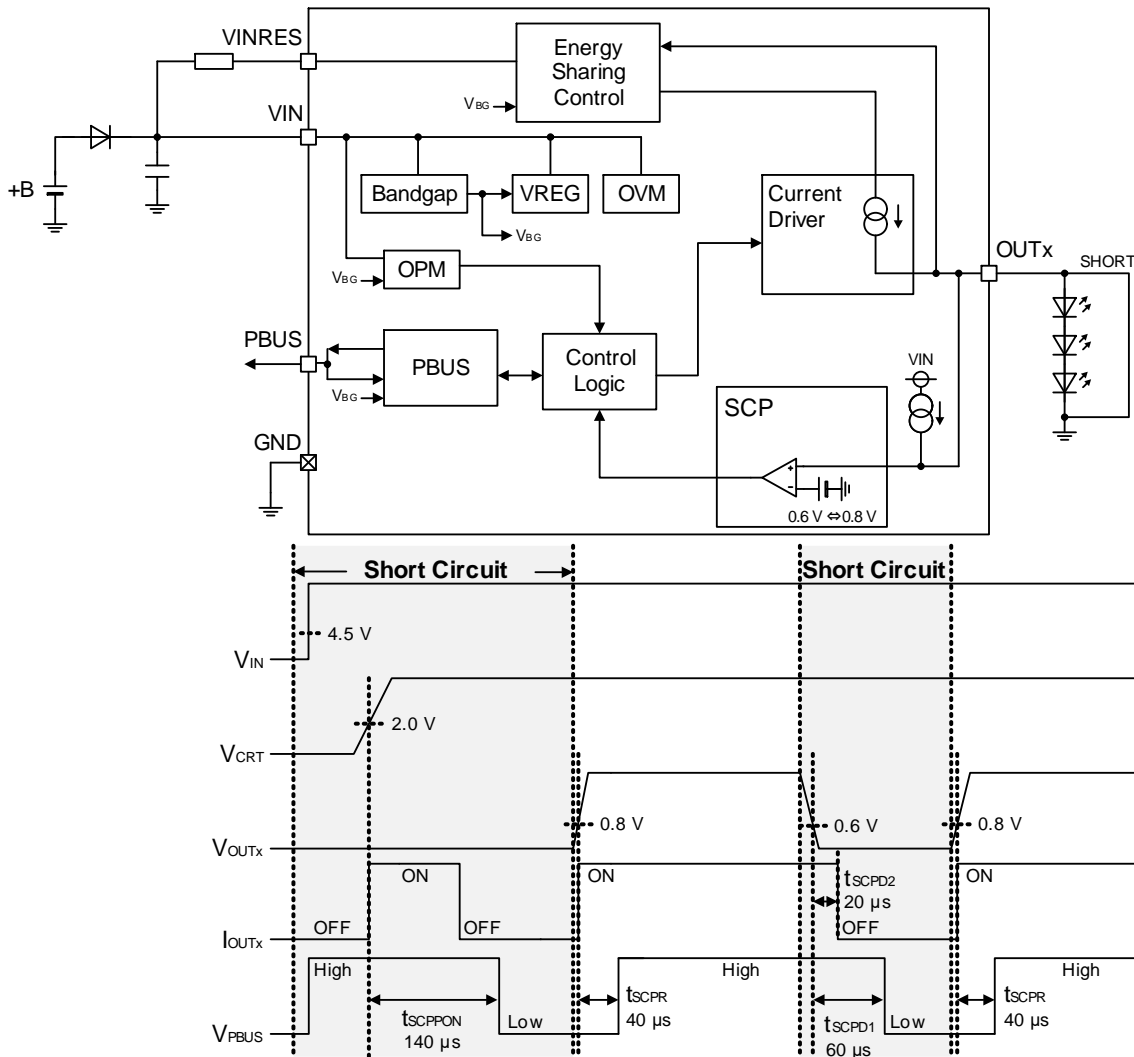 VINRES
Energy
Sharing
Control
VBG
VIN
+B
Bandgap
VREG
OVM
VBG
Current
Driver
OUTx
SHORT
VBG
OPM
PBUS
PBUS
VBG
Control
Logic
VIN
SCP
+
-
0.6 V ⇔0.8 V
GND
Short Circuit
Short Circuit
4.5 V
VIN
2.0 V
VCRT
0.8 V
0.6 V
0.8 V
VOUTx
ON
ON
tSCPD2
20 µs
ON
OFF
OFF
OFF
IOUTx
High
High
High
tSCPPON
140 µs
Low
tSCPR
40 µs
tSCPD1
60 µs
Low
tSCPR
40 µs
VPBUS